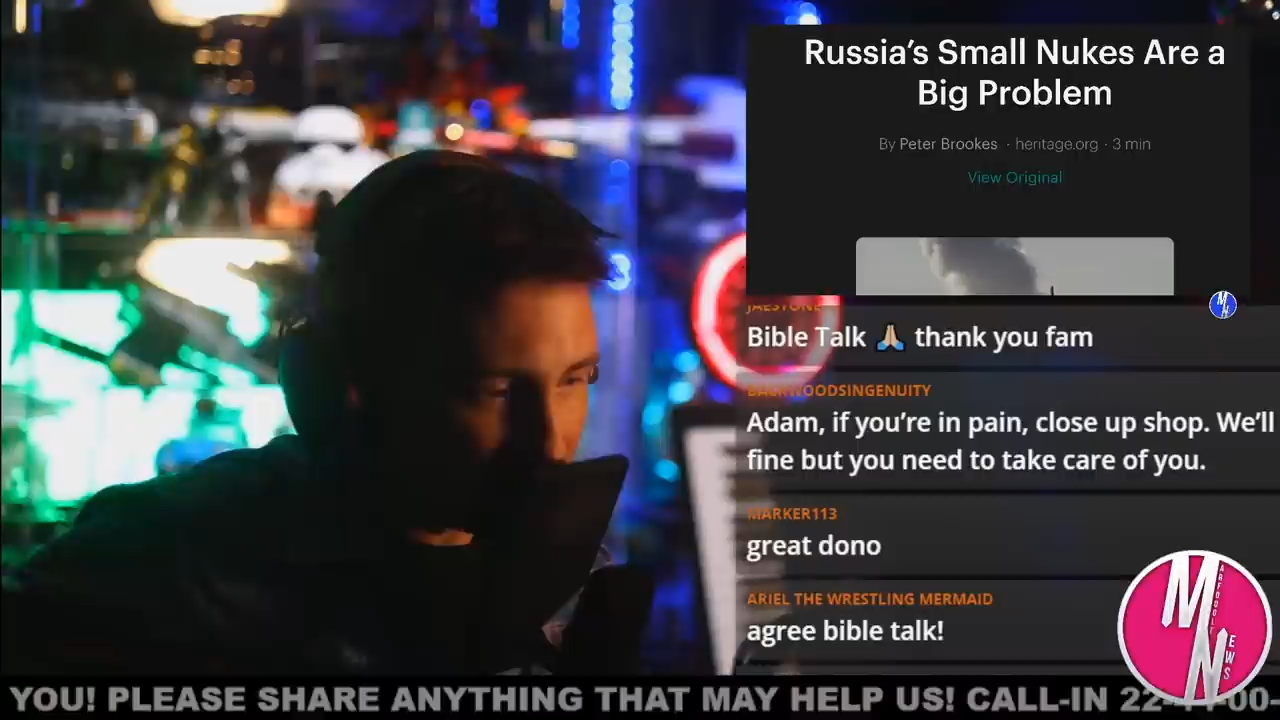 Russia’s Small Nukes Are a
Big Problem
By Peter Brookes · heritage.org · 3 min
View Original
JAESTONE
Bible Talk 🙏🏼 thank you fam
BACKWOODSINGENUITY
Adam, if you’re in pain, close up shop. We’ll
fine but you need to take care of you.
MARKER113
great dono
ARIEL THE WRESTLING MERMAID
agree bible talk!
M
N
EWS
YOU! PLEASE SHARE ANYTHING THAT MAY HELP US! CALL-IN